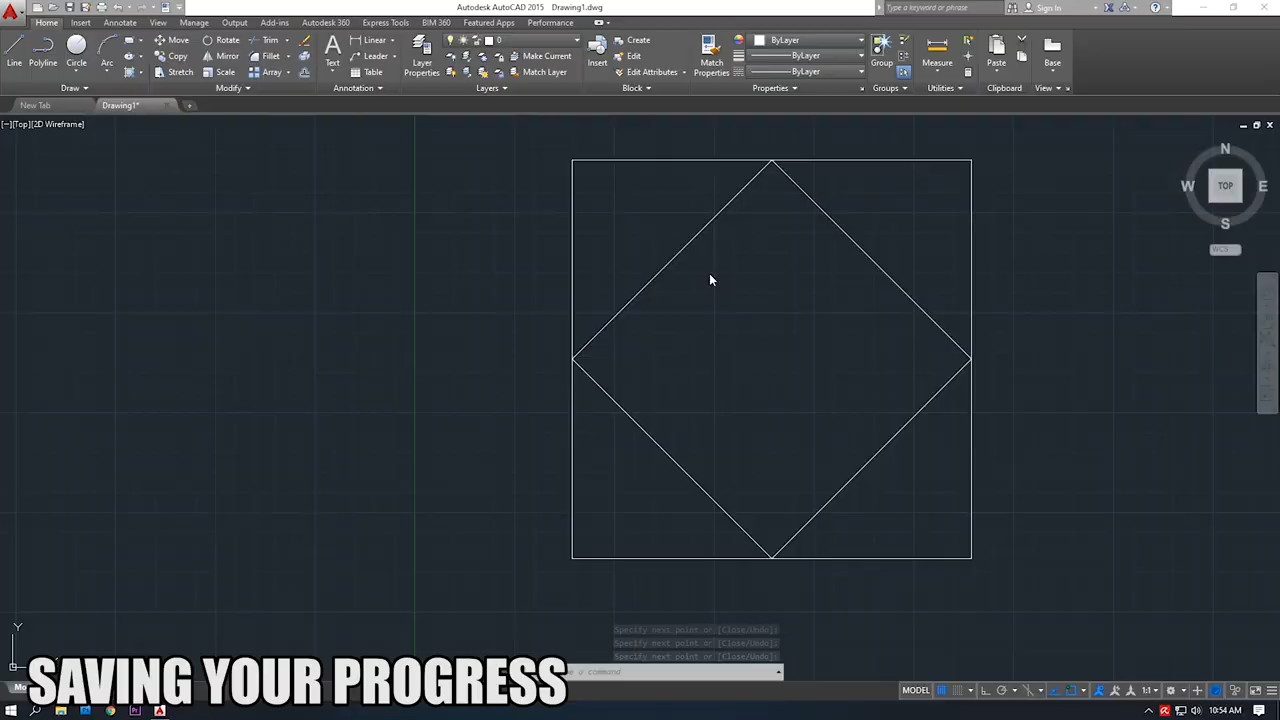 Autodesk AutoCAD 2015 Drawing1.dwg
Type a keyword or phrase
Sign In
Home Insert Annotate View Manage Output Add-ins Autodesk 360 Express Tools BIM 360 Featured Apps Performance
Line Polyline Circle Arc
Move Rotate Trim
Copy Mirror Fillet
Stretch Scale Array
Text
Linear
Leader
Table
Layer Properties
0
Make Current
Match Layer
Insert
Create
Edit
Edit Attributes
Match Properties
ByLayer
ByLayer
ByLayer
Group
Measure
Paste
Base
Draw Modify Annotation Layers Block Properties Groups Utilities Clipboard View
New Tab Drawing1*
[−][Top][2D Wireframe]
N
W TOP E
S
WCS
Specify next point or [Close/Undo]:
Specify next point or [Close/Undo]:
Specify next point or [Close/Undo]:
a command
Y
SAVING YOUR PROGRESS
MODEL
1:1
10:54 AM